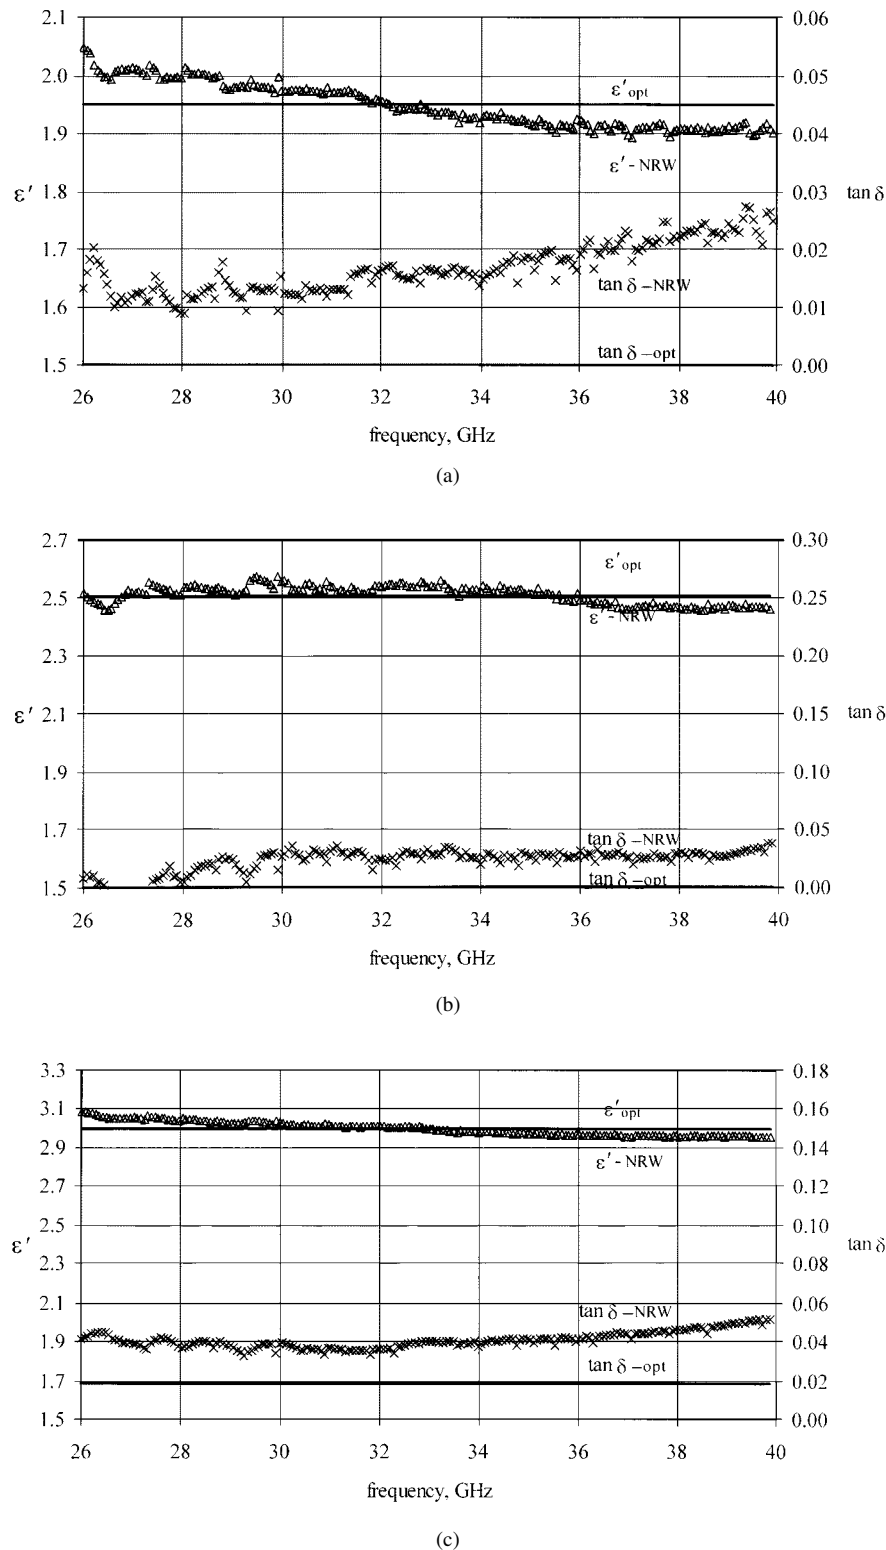 2.1 0.06
2.0 0.05
ε′opt
1.9 0.04
ε′ - NRW
ε′ 1.8 0.03 tan δ
1.7 0.02
tan δ – NRW
1.6 0.01
tan δ – opt
1.5 0.00
26 28 30 32 34 36 38 40
frequency, GHz
(a)
2.7 0.30
ε′opt
2.5 0.25
ε′ - NRW
2.3 0.20
ε′ 2.1 0.15 tan δ
1.9 0.10
1.7 0.05
tan δ – NRW
tan δ – opt
1.5 0.00
26 28 30 32 34 36 38 40
frequency, GHz
(b)
3.3 0.18
3.1 0.16
ε′opt
2.9 0.14
ε′ - NRW
2.7 0.12
2.5 0.10
ε′ tan δ
2.3 0.08
2.1 0.06
tan δ – NRW
1.9 0.04
tan δ – opt
1.7 0.02
1.5 0.00
26 28 30 32 34 36 38 40
frequency, GHz
(c)